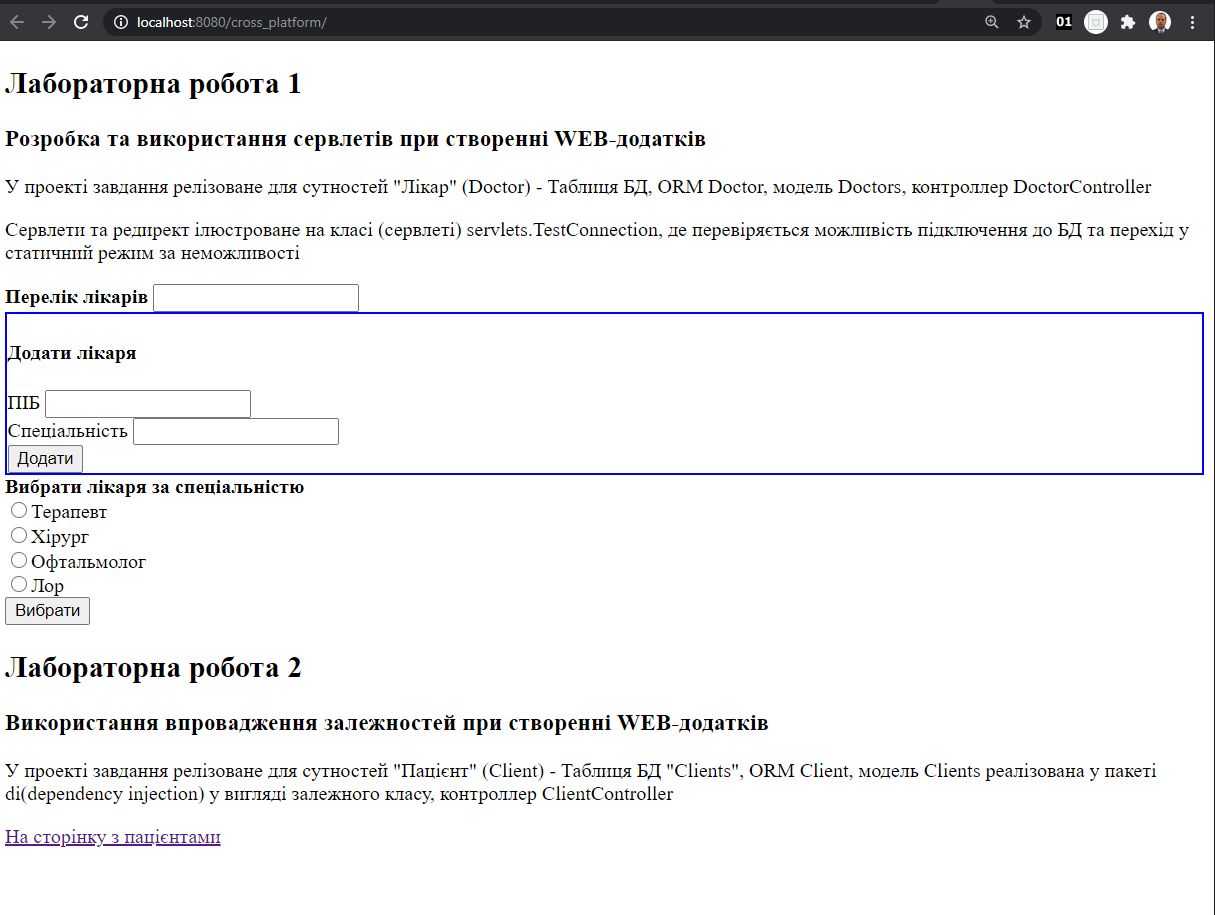 localhost:8080/cross_platform/
01
Лабораторна робота 1
Розробка та використання сервлетів при створенні WEB-додатків
У проекті завдання релізоване для сутностей "Лікар" (Doctor) - Таблиця БД, ORM Doctor, модель Doctors, контроллер DoctorController
Сервлети та редирект ілюстроване на класі (сервлеті) servlets.TestConnection, де перевіряється можливість підключення до БД та перехід у
статичний режим за неможливості
Перелік лікарів
Додати лікаря
ПІБ
Спеціальність
Додати
Вибрати лікаря за спеціальністю
Терапевт
Хірург
Офтальмолог
Лор
Вибрати
Лабораторна робота 2
Використання впровадження залежностей при створенні WEB-додатків
У проекті завдання релізоване для сутностей "Пацієнт" (Client) - Таблиця БД "Clients", ORM Client, модель Clients реалізована у пакеті
di(dependency injection) у вигляді залежного класу, контроллер ClientController
На сторінку з пацієнтами